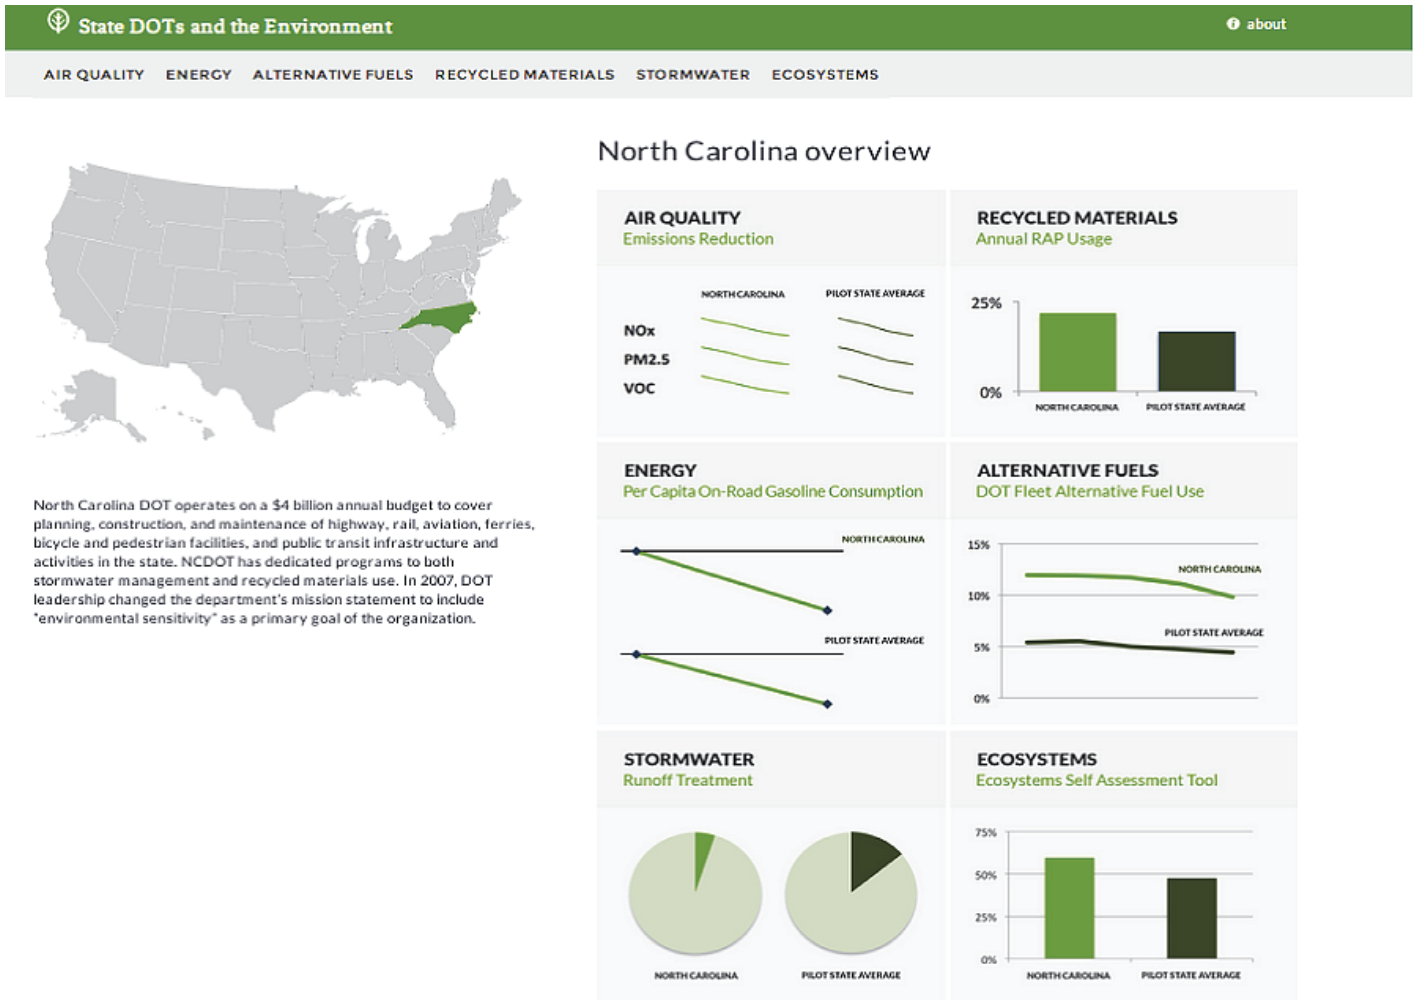 State DOTs and the Environment
about
AIR QUALITY ENERGY ALTERNATIVE FUELS RECYCLED MATERIALS STORMWATER ECOSYSTEMS
North Carolina DOT operates on a $4 billion annual budget to cover
planning, construction, and maintenance of highway, rail, aviation, ferries,
bicycle and pedestrian facilities, and public transit infrastructure and
activities in the state. NCDOT has dedicated programs to both
stormwater management and recycled materials use. In 2007, DOT
leadership changed the department's mission statement to include
"environmental sensitivity" as a primary goal of the organization.
North Carolina overview
AIR QUALITY
Emissions Reduction
NORTH CAROLINA PILOT STATE AVERAGE
NOx
PM2.5
VOC
RECYCLED MATERIALS
Annual RAP Usage
25%
0%
NORTH CAROLINA PILOT STATE AVERAGE
ENERGY
Per Capita On-Road Gasoline Consumption
NORTH CAROLINA
PILOT STATE AVERAGE
ALTERNATIVE FUELS
DOT Fleet Alternative Fuel Use
15%
NORTH CAROLINA
10%
PILOT STATE AVERAGE
5%
0%
STORMWATER
Runoff Treatment
NORTH CAROLINA PILOT STATE AVERAGE
ECOSYSTEMS
Ecosystems Self Assessment Tool
75%
50%
25%
0%
NORTH CAROLINA PILOT STATE AVERAGE